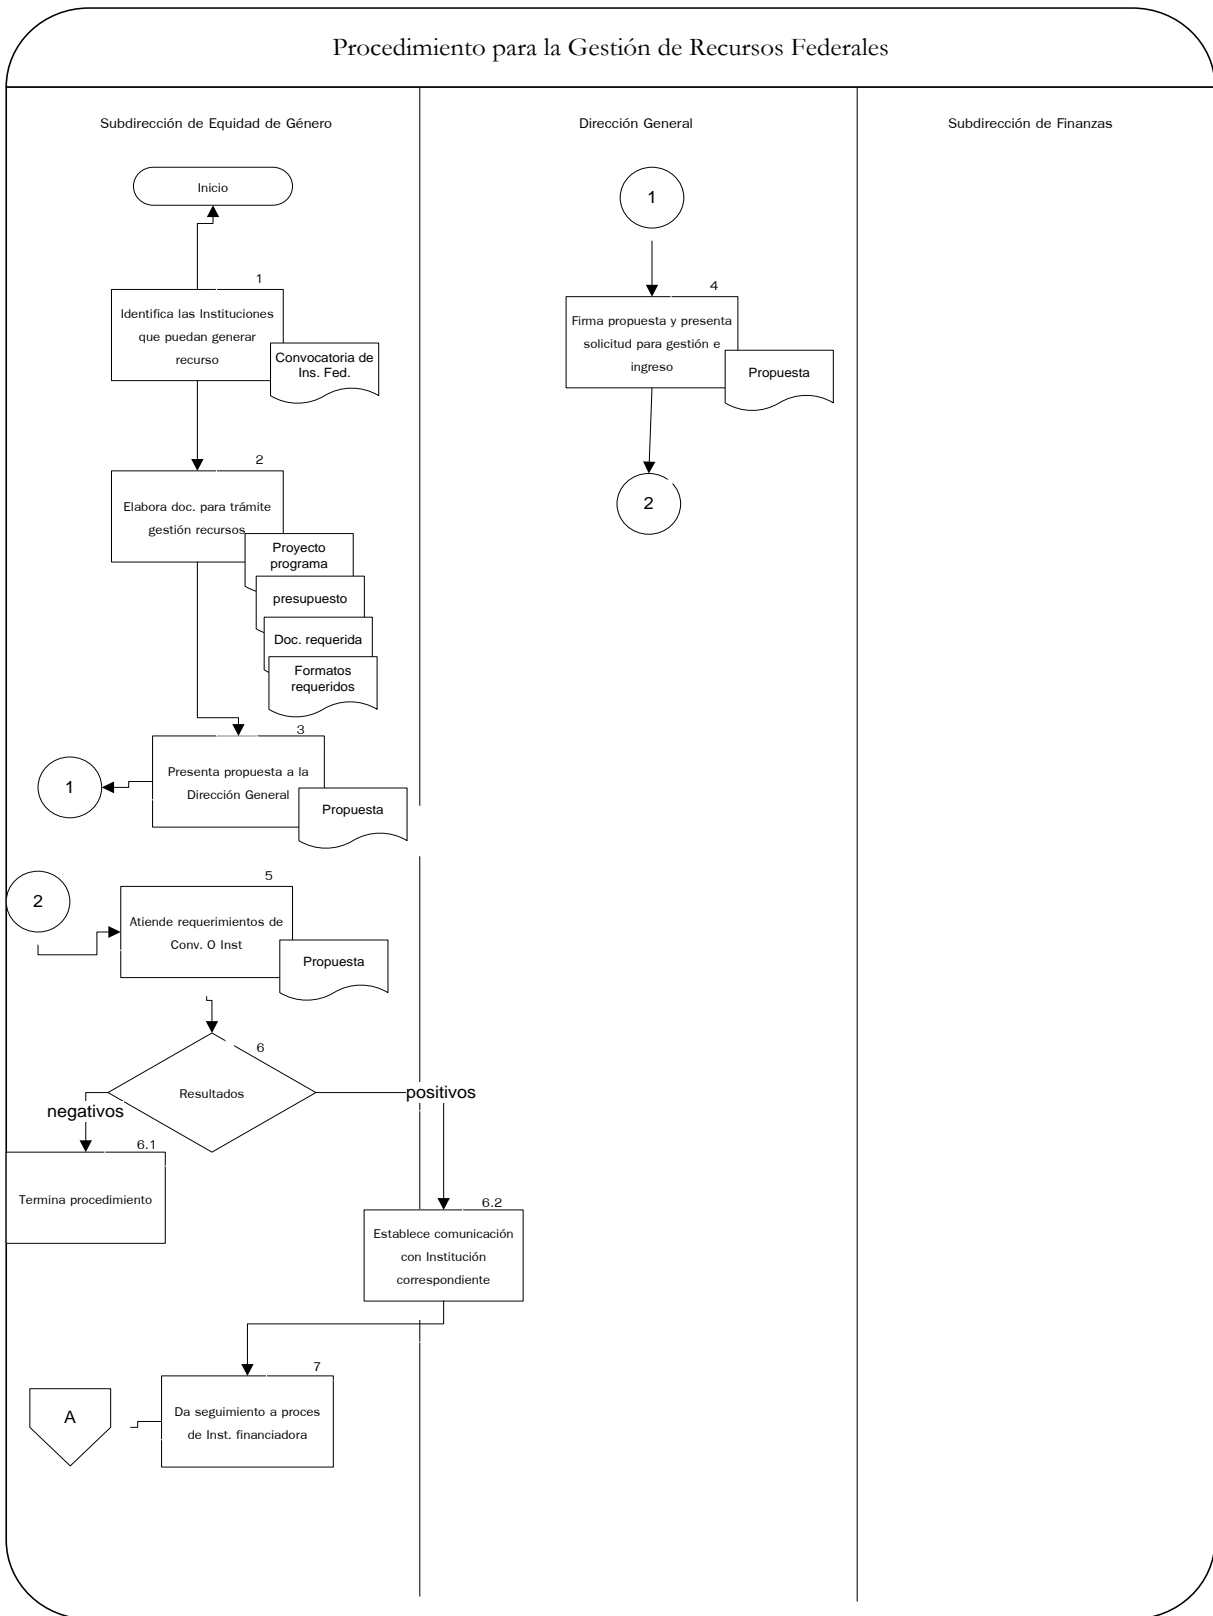 Procedimiento para la Gestión de Recursos Federales
Subdirección de Equidad de Género
Dirección General
Subdirección de Finanzas
Inicio
1
Identifica las Instituciones
que puedan generar
recurso
Convocatoria de
Ins. Fed.
2
Elabora doc. para trámite
gestión recursos
Proyecto
programa
presupuesto
Doc. requerida
Formatos
requeridos
3
Presenta propuesta a la
Dirección General
Propuesta
1
1
4
Firma propuesta y presenta
solicitud para gestión e
ingreso
Propuesta
2
2
5
Atiende requerimientos de
Conv. O Inst
Propuesta
6
Resultados
negativos
positivos
6.1
Termina procedimiento
6.2
Establece comunicación
con Institución
correspondiente
7
Da seguimiento a proces
de Inst. financiadora
A